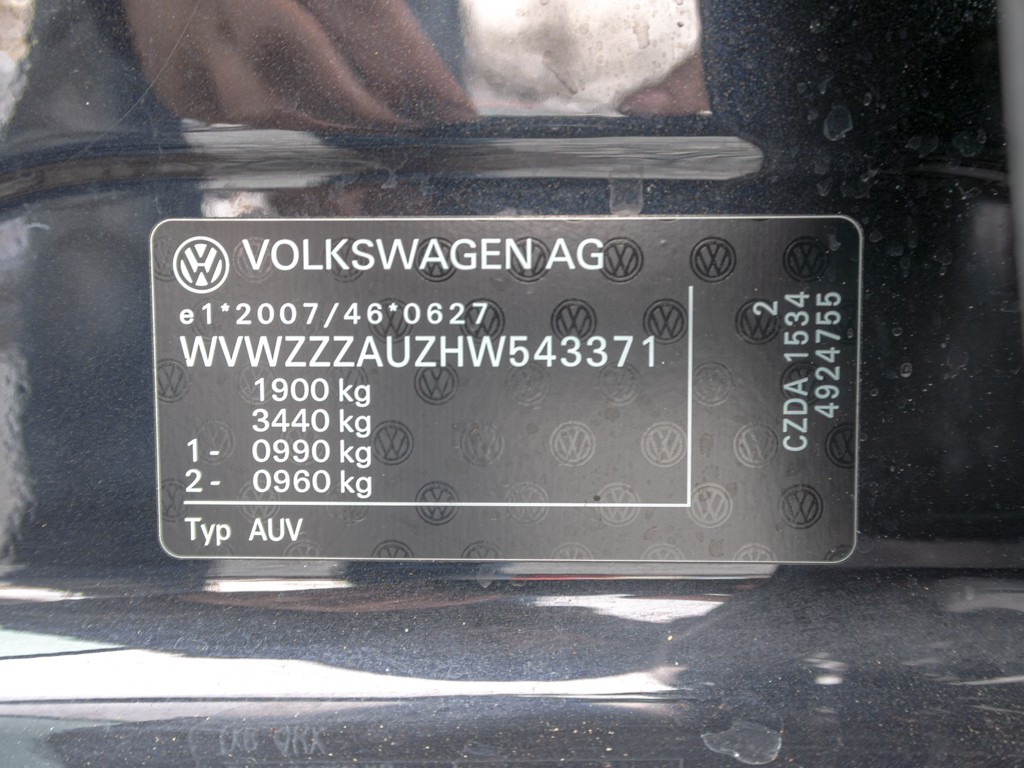 VOLKSWAGEN AG
e1*2007/46*0627
WVWZZZAUZHW543371
1900 kg
3440 kg
1- 0990 kg
2- 0960 kg
Typ AUV
2
CZDA 1534
4924755